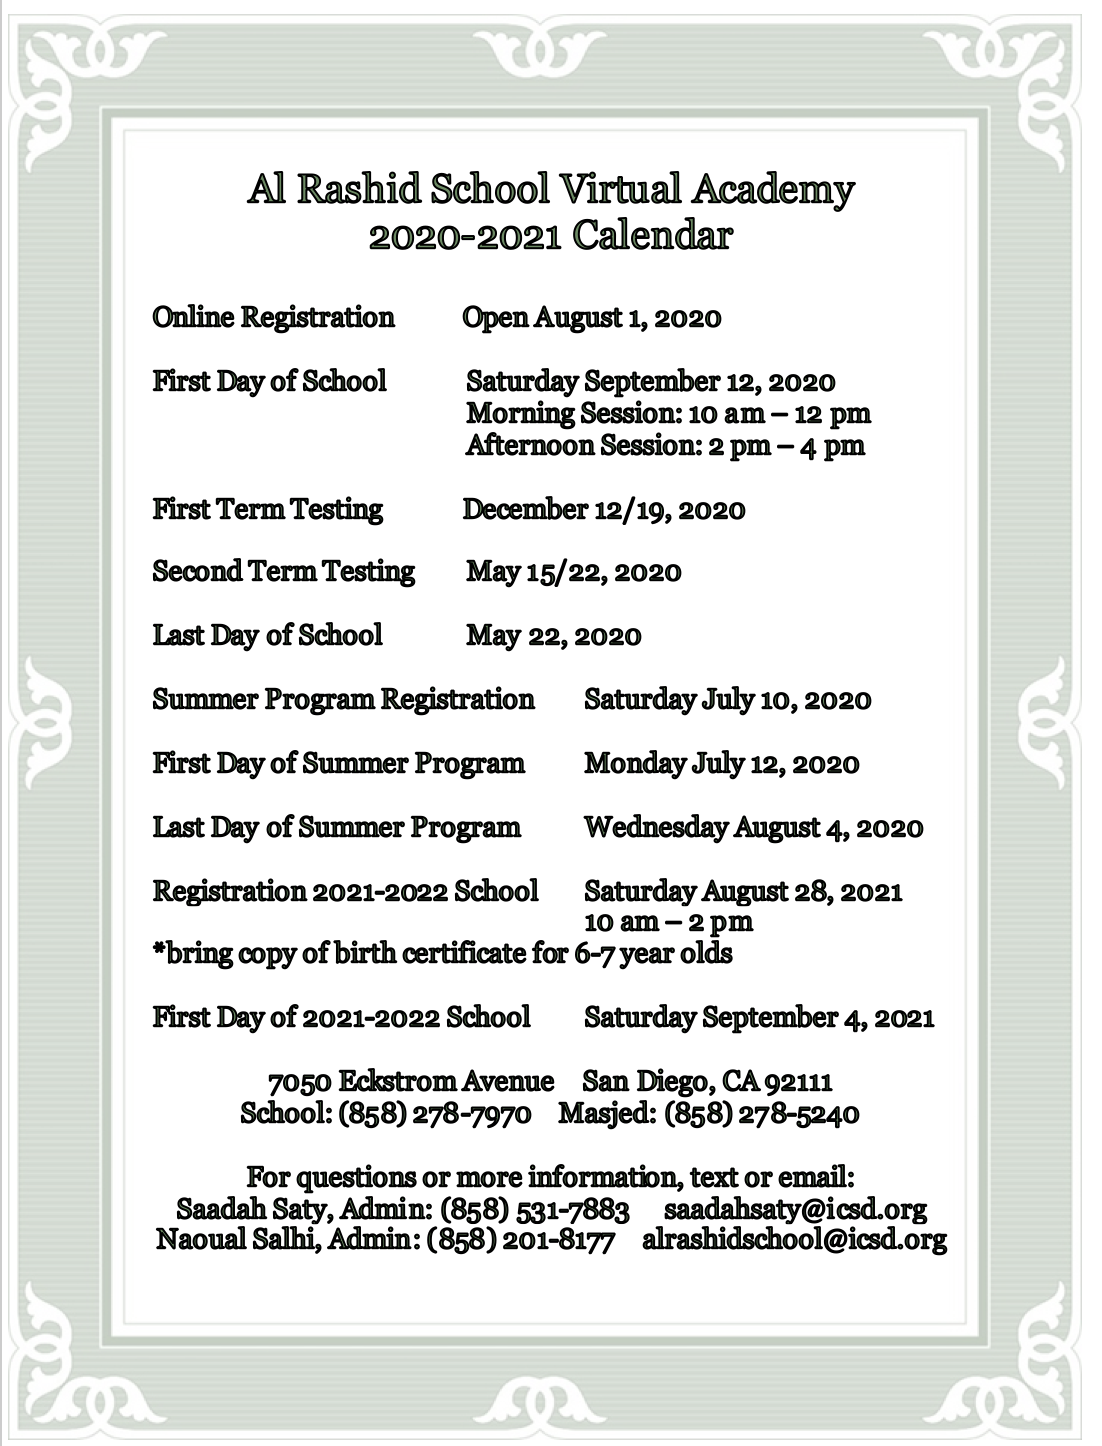 Al Rashid School Virtual Academy
2020-2021 Calendar
Online Registration Open August 1, 2020
First Day of School Saturday September 12, 2020
Morning Session: 10 am – 12 pm
Afternoon Session: 2 pm – 4 pm
First Term Testing December 12/19, 2020
Second Term Testing May 15/22, 2020
Last Day of School May 22, 2020
Summer Program Registration Saturday July 10, 2020
First Day of Summer Program Monday July 12, 2020
Last Day of Summer Program Wednesday August 4, 2020
Registration 2021-2022 School Saturday August 28, 2021
10 am – 2 pm
*bring copy of birth certificate for 6-7 year olds
First Day of 2021-2022 School Saturday September 4, 2021
7050 Eckstrom Avenue San Diego, CA 92111
School: (858) 278-7970 Masjed: (858) 278-5240
For questions or more information, text or email:
Saadah Saty, Admin: (858) 531-7883 saadahsaty@icsd.org
Naoual Salhi, Admin: (858) 201-8177 alrashidschool@icsd.org